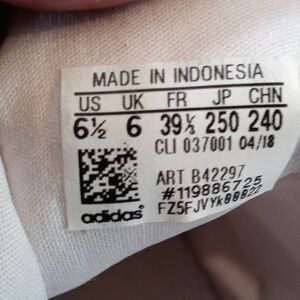 MADE IN INDONESIA
US UK FR JP CHN
6½ 6 39⅓ 250 240
CLI 037001 04/18
ART B42297
#119886725
adidas